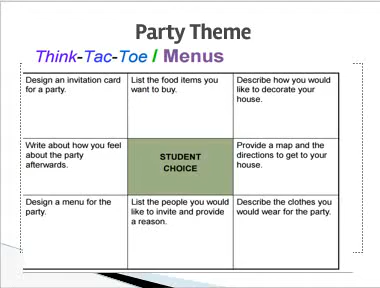 Party Theme
Think-Tac-Toe / Menus
Design an invitation card
for a party.
List the food items you
want to buy.
Describe how you would
like to decorate your
house.
Write about how you feel
about the party
afterwards.
STUDENT
CHOICE
Provide a map and the
directions to get to your
house.
Design a menu for the
party.
List the people you would
like to invite and provide
a reason.
Describe the clothes you
would wear for the party.